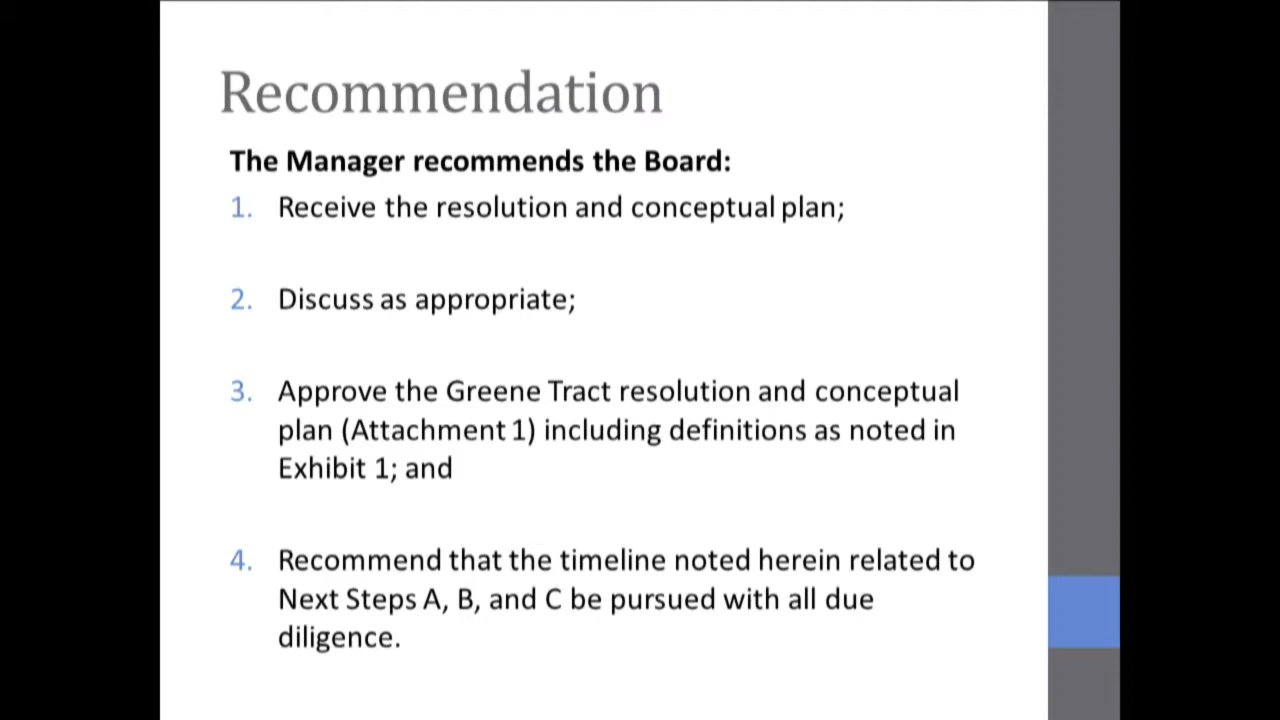 Recommendation
The Manager recommends the Board:
1. Receive the resolution and conceptual plan;
2. Discuss as appropriate;
3. Approve the Greene Tract resolution and conceptual
plan (Attachment 1) including definitions as noted in
Exhibit 1; and
4. Recommend that the timeline noted herein related to
Next Steps A, B, and C be pursued with all due
diligence.